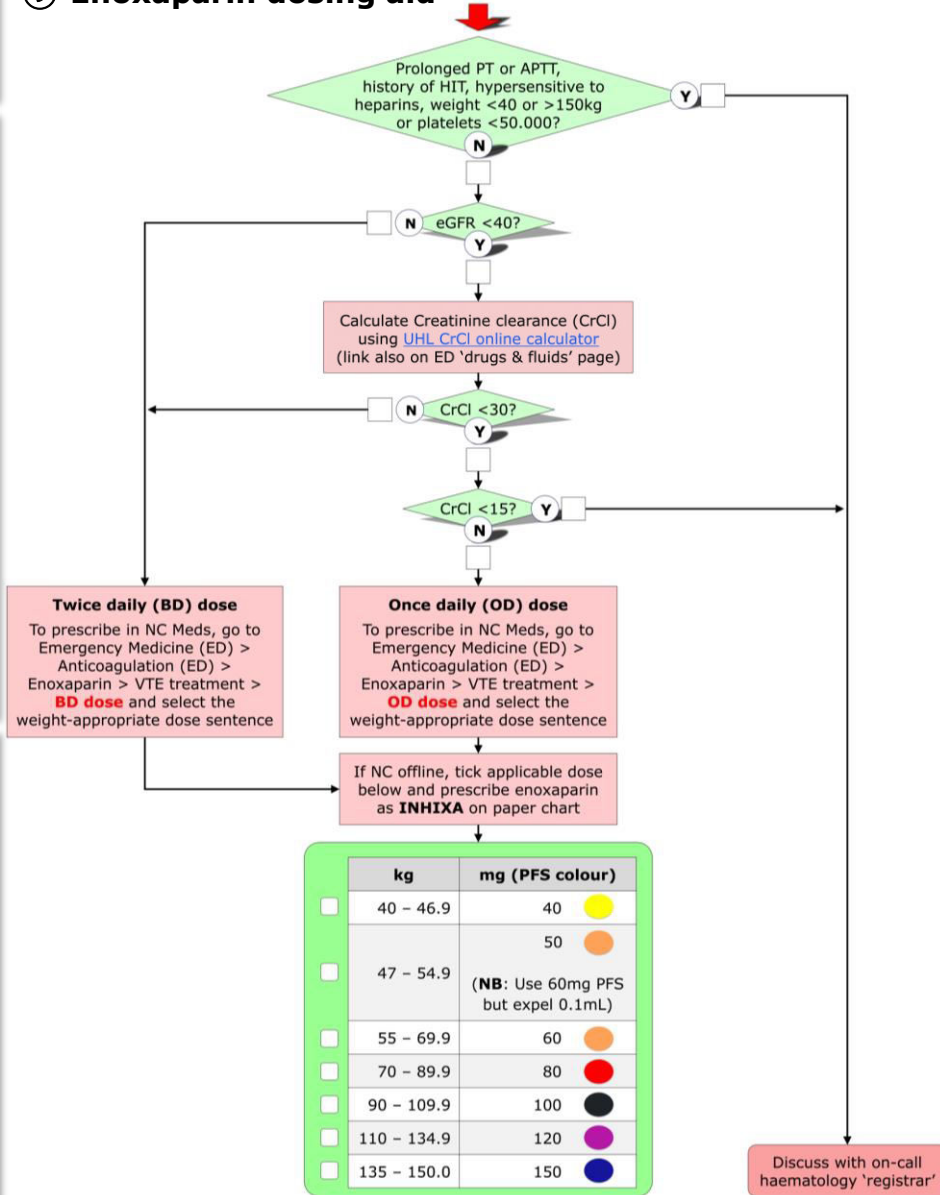 Enoxaparin dosing aid
Prolonged PT or APTT,
history of HIT, hypersensitive to
heparins, weight <40 or >150kg
or platelets <50.000?
Y
N
N
eGFR <40?
Y
Calculate Creatinine clearance (CrCl)
using UHL CrCl online calculator
(link also on ED ‘drugs & fluids’ page)
N
CrCl <30?
Y
CrCl <15?
Y
N
Twice daily (BD) dose
To prescribe in NC Meds, go to
Emergency Medicine (ED) >
Anticoagulation (ED) >
Enoxaparin > VTE treatment >
BD dose and select the
weight-appropriate dose sentence
Once daily (OD) dose
To prescribe in NC Meds, go to
Emergency Medicine (ED) >
Anticoagulation (ED) >
Enoxaparin > VTE treatment >
OD dose and select the
weight-appropriate dose sentence
If NC offline, tick applicable dose
below and prescribe enoxaparin
as INHIXA on paper chart
kg mg (PFS colour)
40 – 46.9 40
47 – 54.9 50
(NB: Use 60mg PFS
but expel 0.1mL)
55 – 69.9 60
70 – 89.9 80
90 – 109.9 100
110 – 134.9 120
135 – 150.0 150
Discuss with on-call
haematology ‘registrar’